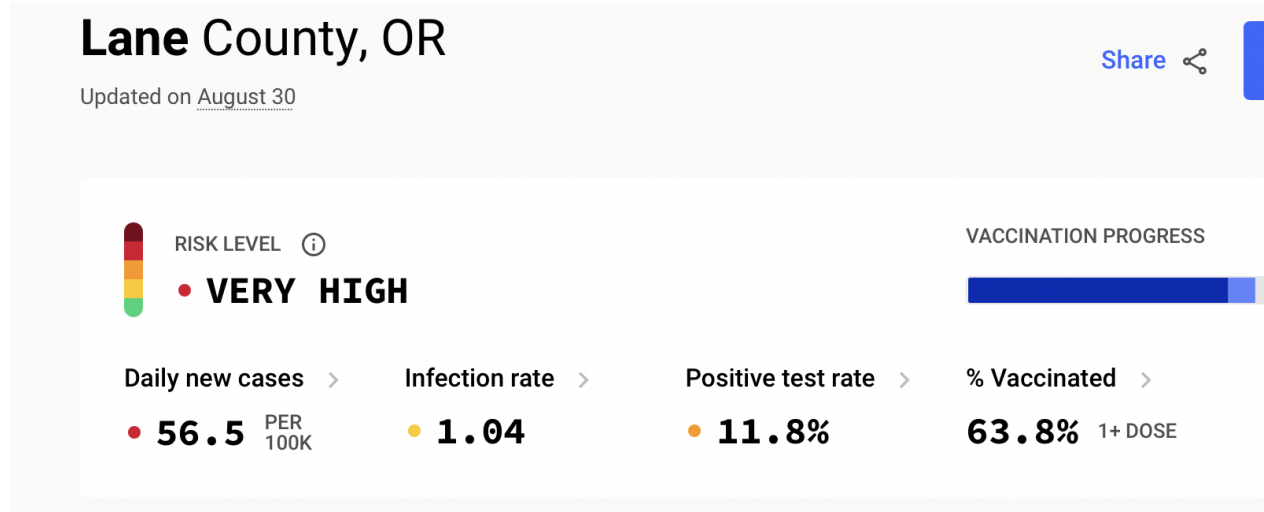 Lane County, OR
Share
Updated on August 30
RISK LEVEL
VERY HIGH
VACCINATION PROGRESS
Daily new cases
Infection rate
Positive test rate
% Vaccinated
56.5 PER 100K
1.04
11.8%
63.8% 1+ DOSE